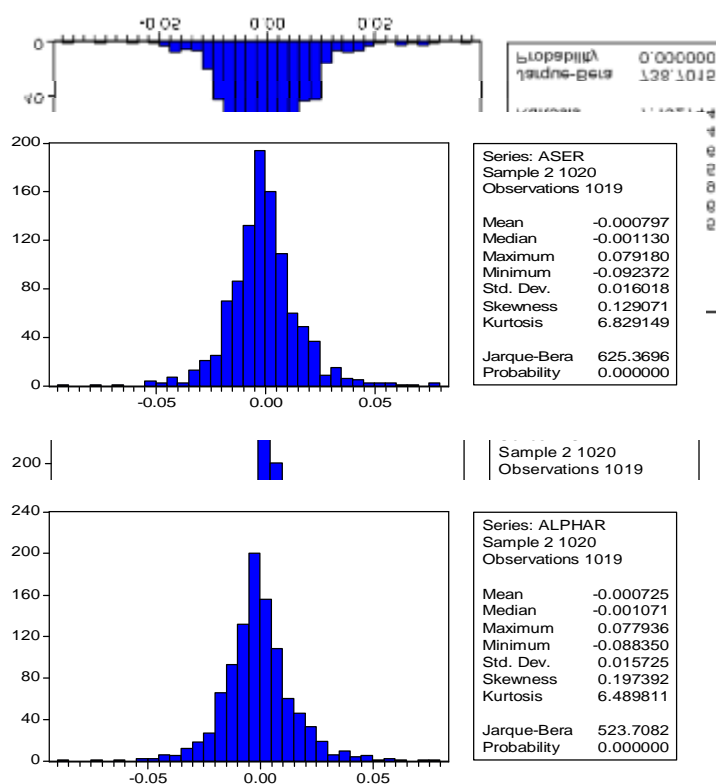 -0.05 0.00 0.05
0
40
Probability 0.000000
Jarque-Bera 738.7015
200
160
120
80
40
0
-0.05 0.00 0.05
Series: ASER
Sample 2 1020
Observations 1019
Mean -0.000797
Median -0.001130
Maximum 0.079180
Minimum -0.092372
Std. Dev. 0.016018
Skewness 0.129071
Kurtosis 6.829149
Jarque-Bera 625.3696
Probability 0.000000
200
Sample 2 1020
Observations 1019
240
200
160
120
80
40
0
-0.05 0.00 0.05
Series: ALPHAR
Sample 2 1020
Observations 1019
Mean -0.000725
Median -0.001071
Maximum 0.077936
Minimum -0.088350
Std. Dev. 0.015725
Skewness 0.197392
Kurtosis 6.489811
Jarque-Bera 523.7082
Probability 0.000000